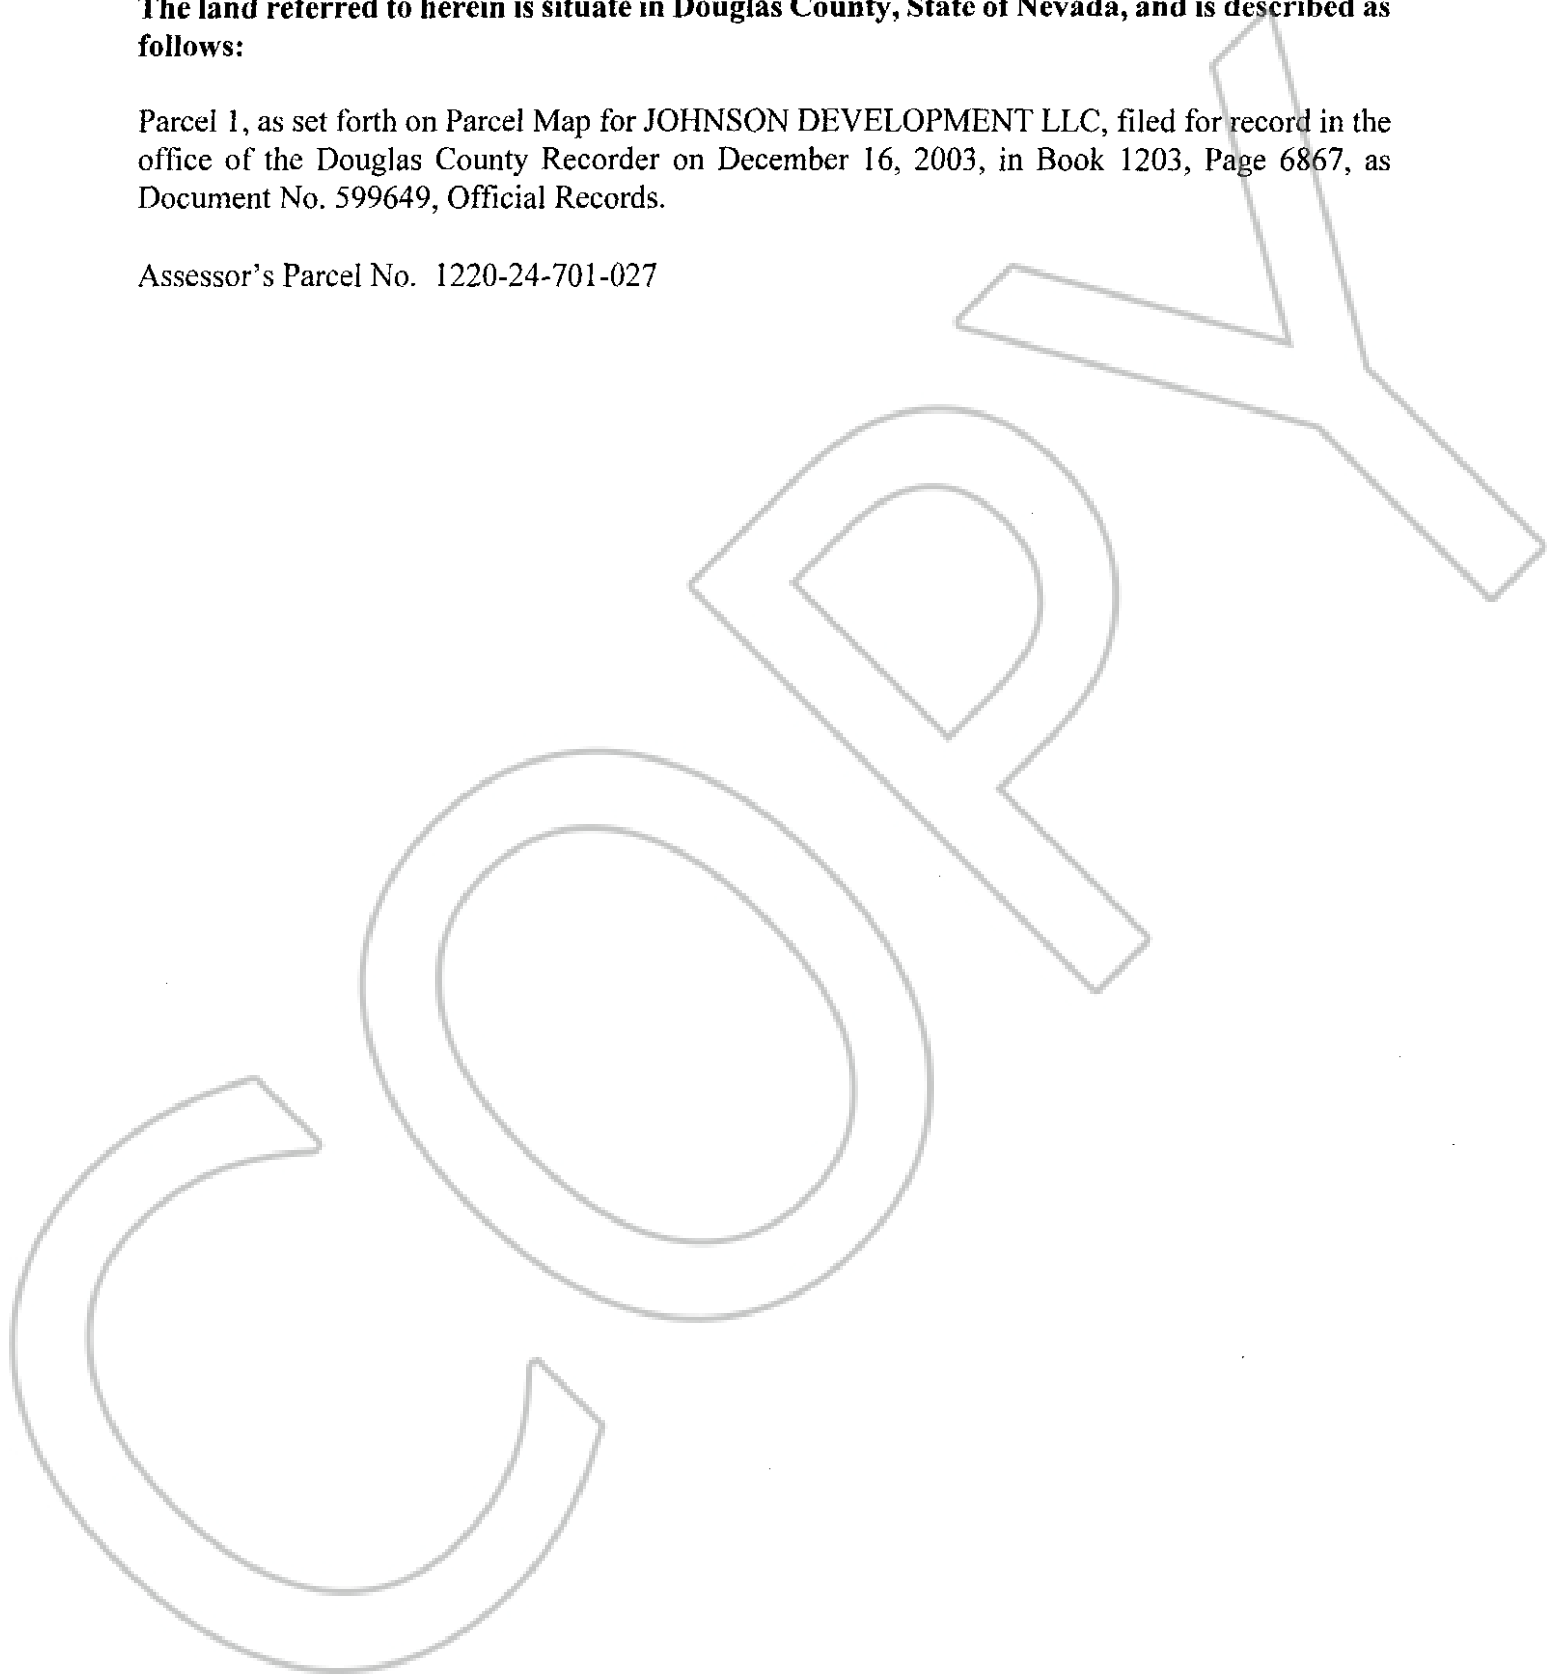 The land referred to herein is situate in Douglas County, State of Nevada, and is described as
follows:
Parcel 1, as set forth on Parcel Map for JOHNSON DEVELOPMENT LLC, filed for record in the
office of the Douglas County Recorder on December 16, 2003, in Book 1203, Page 6867, as
Document No. 599649, Official Records.
Assessor's Parcel No. 1220-24-701-027
COPY